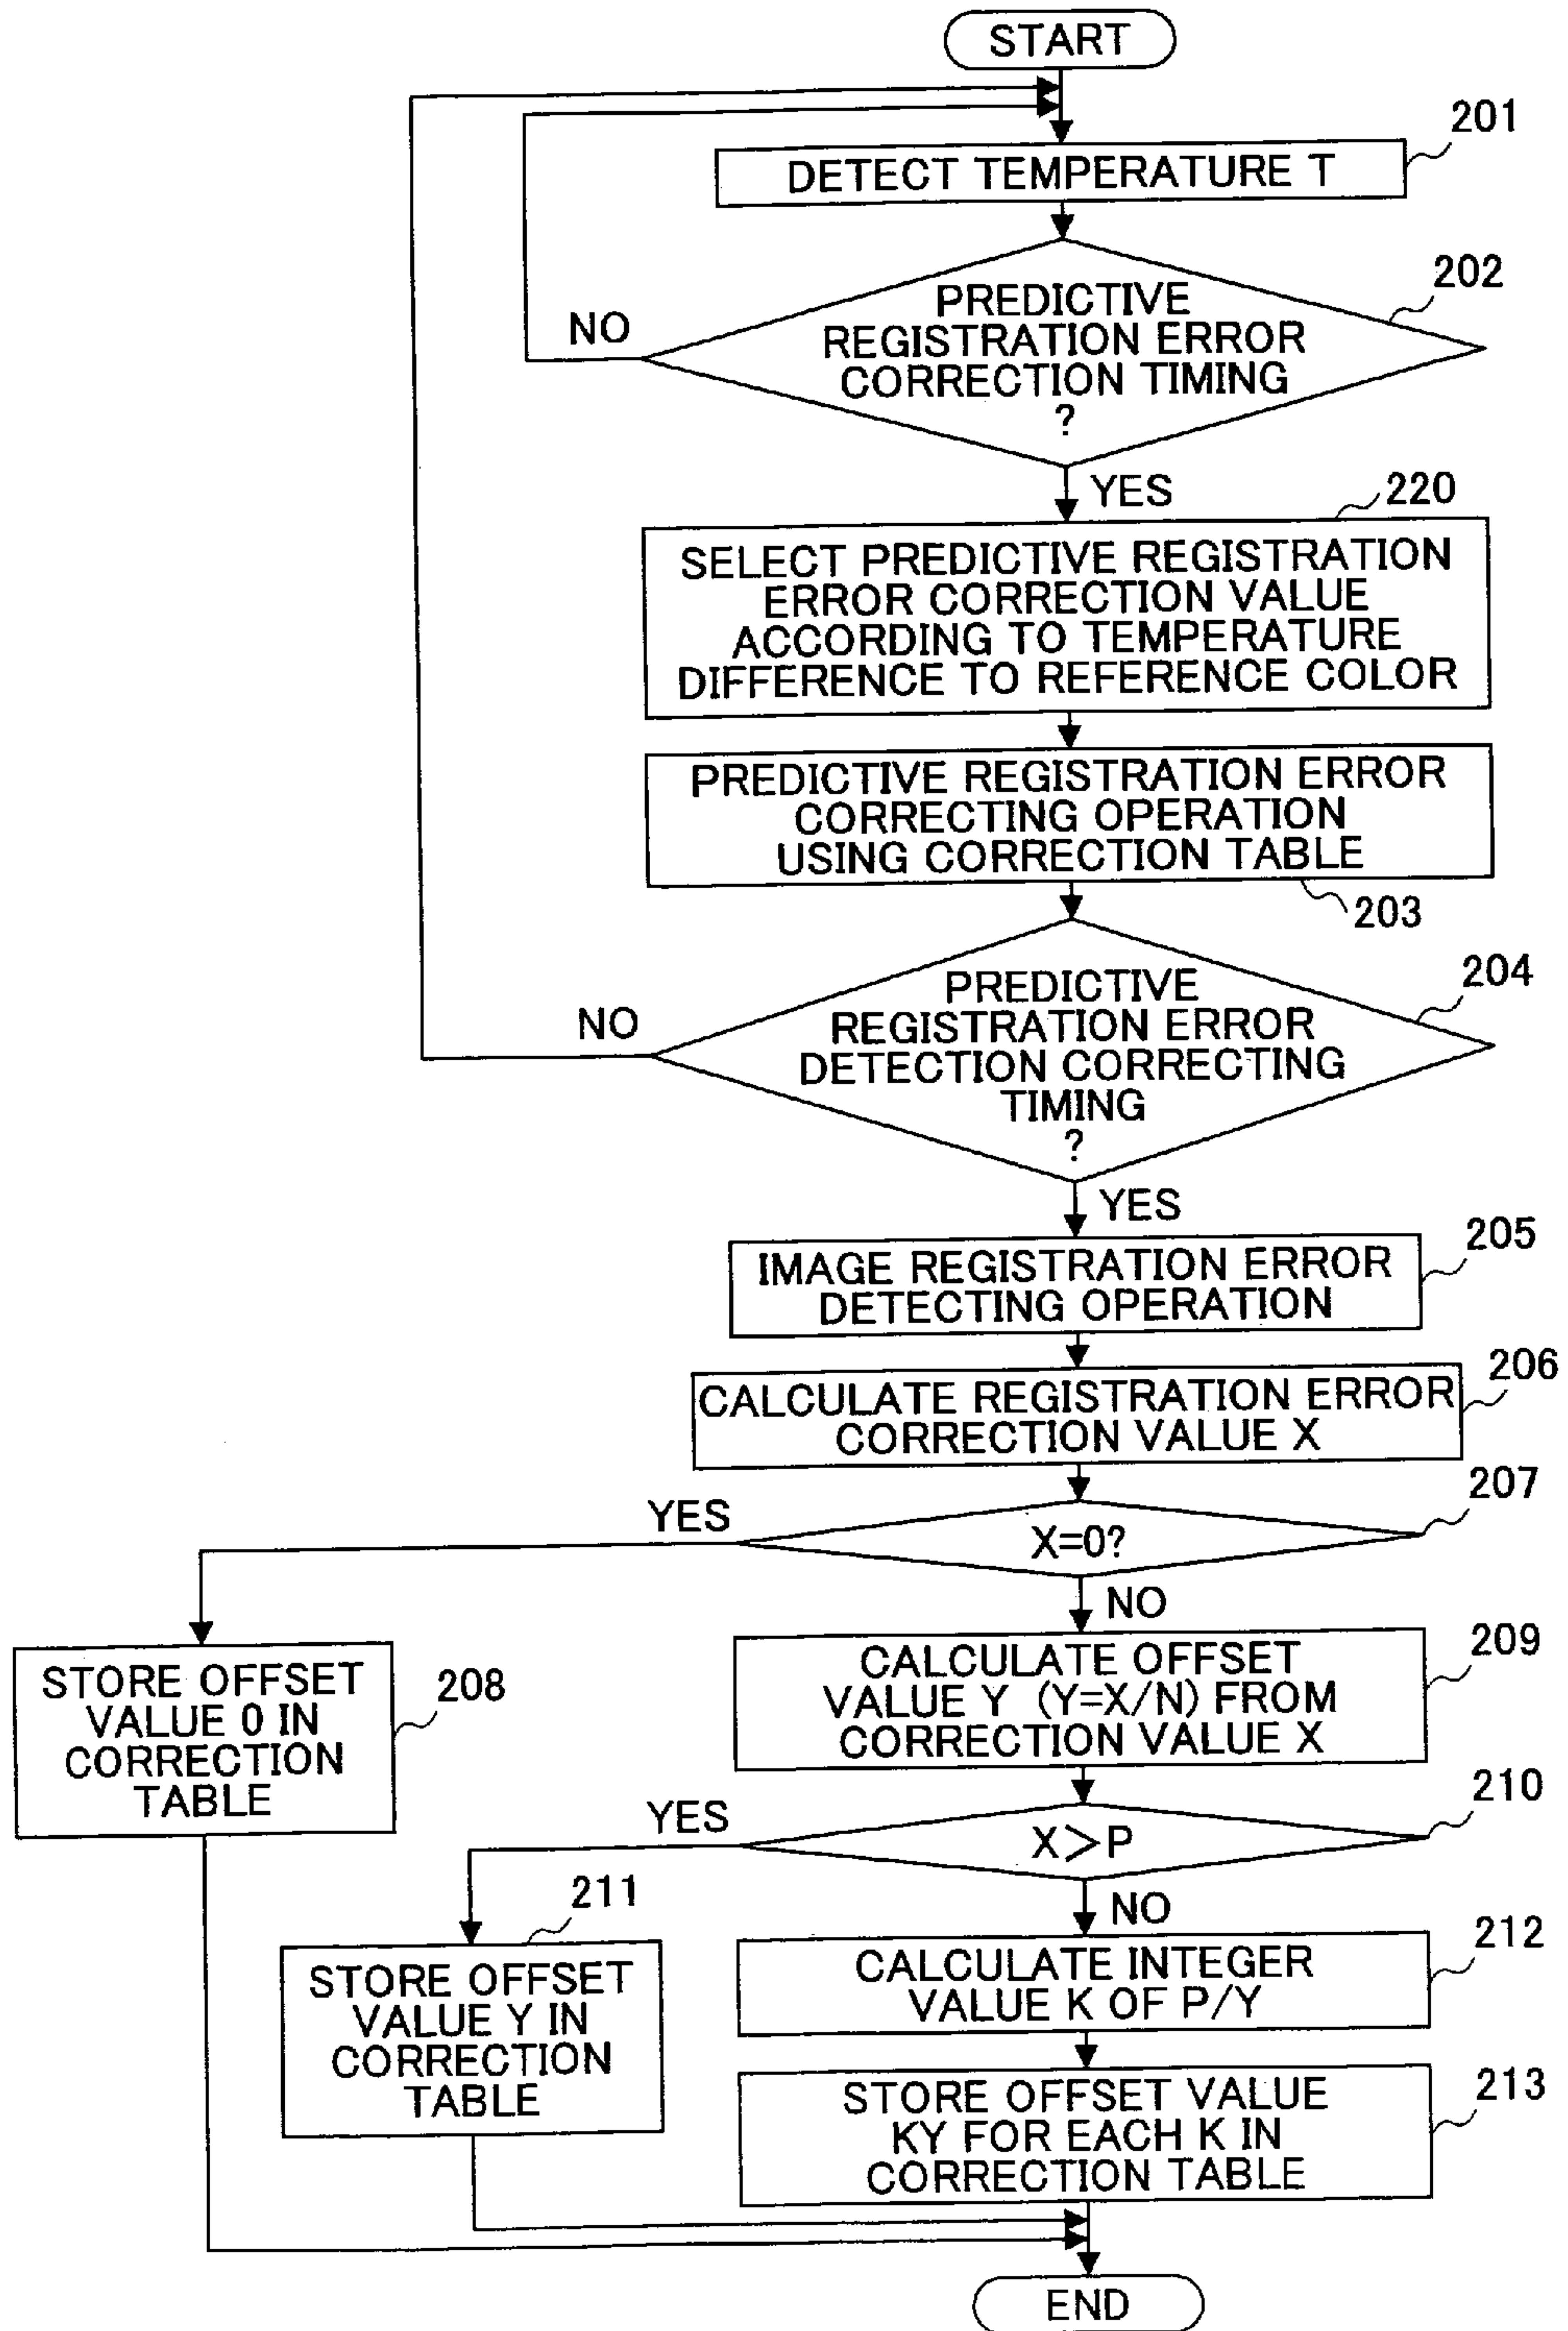 START
201
DETECT TEMPERATURE T
202
PREDICTIVE
REGISTRATION ERROR
CORRECTION TIMING
?
NO
YES
220
SELECT PREDICTIVE REGISTRATION
ERROR CORRECTION VALUE
ACCORDING TO TEMPERATURE
DIFFERENCE TO REFERENCE COLOR
PREDICTIVE REGISTRATION ERROR
CORRECTING OPERATION
USING CORRECTION TABLE
203
204
PREDICTIVE
REGISTRATION ERROR
DETECTION CORRECTING
TIMING
?
NO
YES
205
IMAGE REGISTRATION ERROR
DETECTING OPERATION
206
CALCULATE REGISTRATION ERROR
CORRECTION VALUE X
207
YES
X=0?
NO
STORE OFFSET
VALUE 0 IN
CORRECTION
TABLE
208
209
CALCULATE OFFSET
VALUE Y (Y=X/N) FROM
CORRECTION VALUE X
210
YES
X>P
NO
211
STORE OFFSET
VALUE Y IN
CORRECTION
TABLE
212
CALCULATE INTEGER
VALUE K OF P/Y
213
STORE OFFSET VALUE
KY FOR EACH K IN
CORRECTION TABLE
END